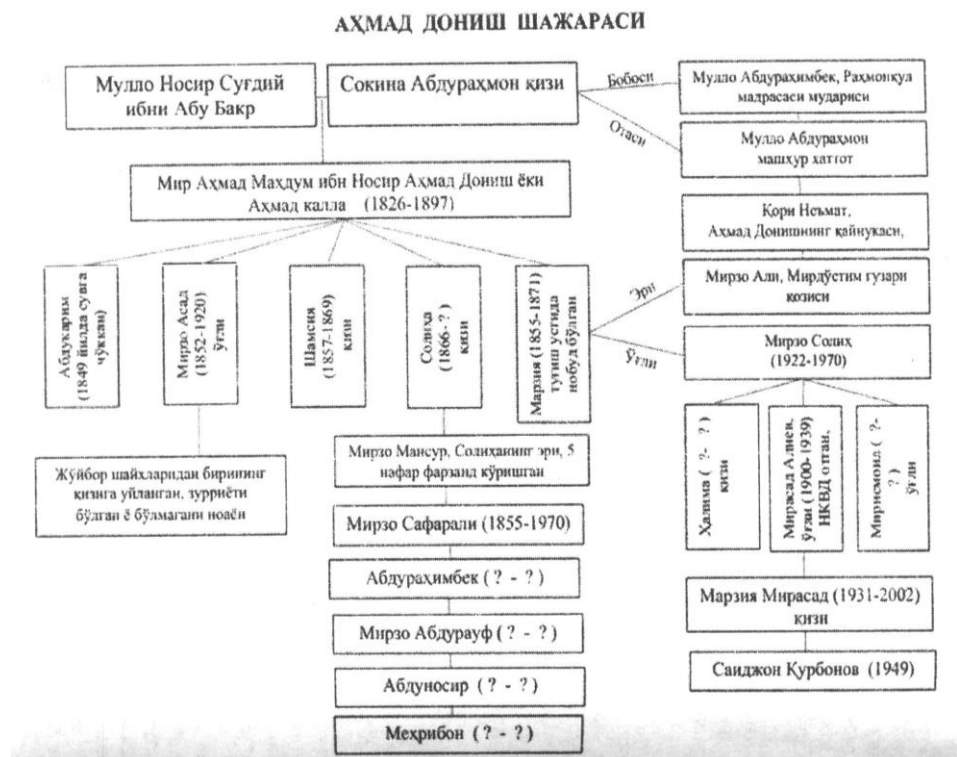 АҲМАД ДОНИШ ШАЖАРАСИ
Мулло Носир Суғдий
ибни Абу Бакр
Сокина Абдураҳмон қизи
Бобоси
Отаси
Мулло Абдураҳимбек, Раҳмонқул
мадрасаси мудариси
Мулло Абдураҳмон
машҳур хаттот
Мир Аҳмад Махдум ибн Носир Аҳмад Дониш ёки
Аҳмад калла (1826-1897)
Қори Неъмат,
Аҳмад Донишнинг қайнукаси,
Абдукарим
(1849 йилда сувга
чўккан)
Мирзо Асад
(1852-1920)
ўғли
Шамсия
(1857-1869)
қизи
Солиҳа
(1866- ?)
қизи
Марзия (1855-1871)
туғиш устида
нобуд бўлган
Эри
Ўғли
Мирзо Али, Мирдўстим гузари
қозиси
Мирзо Солиҳ
(1922-1970)
Жўйбор шайхларидан бирининг
қизига уйланган, зурриёти
бўлган ё бўлмагани ноаён
Мирзо Мансур, Солиҳанинг эри, 5
нафар фарзанд кўришган
Мирзо Сафарали (1855-1970)
Абдураҳимбек ( ? - ? )
Мирзо Абдурауф ( ? - ? )
Абдуносир ( ? - ? )
Меҳрибон ( ? - ? )
Ҳалима ( ?- ? )
қизи
Мирасад Алиев,
ўғли (1900-1939)
НКВД отган,
Мирисмоил ( ?-
? )
ўғли
Марзия Мирасад (1931-2002)
қизи
Саиджон Қурбонов (1949)